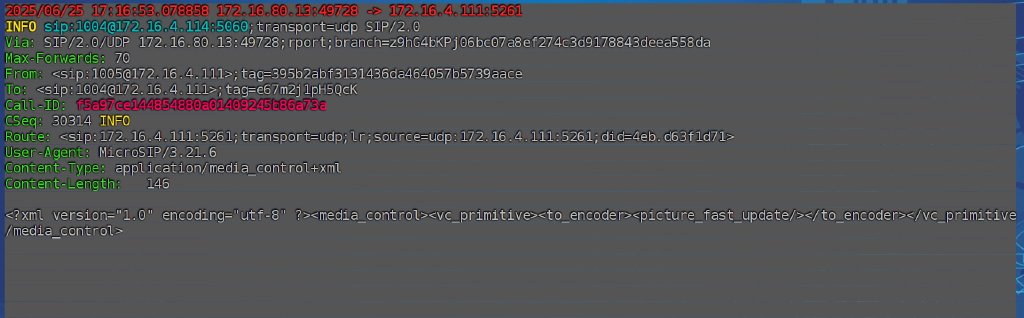 2025/06/25 17:16:53.078858 172.16.80.13:49728 -> 172.16.4.111:5261
INFO sip:1004@172.16.4.114:5060;transport=udp SIP/2.0
Via: SIP/2.0/UDP 172.16.80.13:49728;rport;branch=z9hG4bKPj06bc07a8ef274c3d9178843deea558da
Max-Forwards: 70
From: <sip:1005@172.16.4.111>;tag=395b2abf3131436da464057b5739aace
To: <sip:1004@172.16.4.111>;tag=e67m2j1pH5QcK
Call-ID: f5a97cc144854880a01409245b86a73a
CSeq: 30314 INFO
Route: <sip:172.16.4.111:5261;transport=udp;lr;source=udp:172.16.4.111:5261;did=4eb.d63f1d71>
User-Agent: MicroSIP/3.21.6
Content-Type: application/media_control+xml
Content-Length:   146

<?xml version="1.0" encoding="utf-8" ?><media_control><vc_primitive><to_encoder><picture_fast_update/></to_encoder></vc_primitive
/media_control>